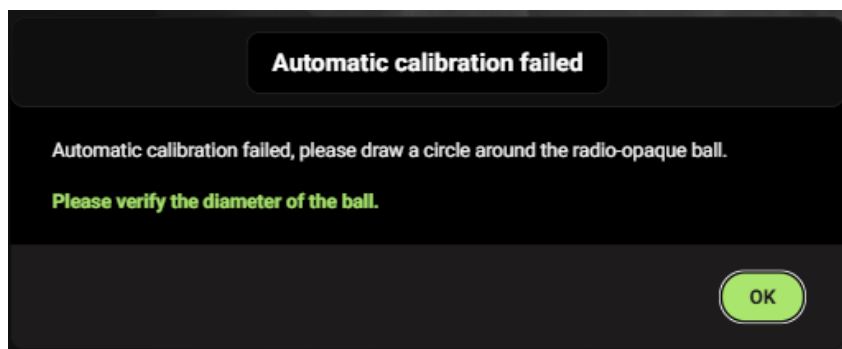 Automatic calibration failed
Automatic calibration failed, please draw a circle around the radio-opaque ball.
Please verify the diameter of the ball.
OK